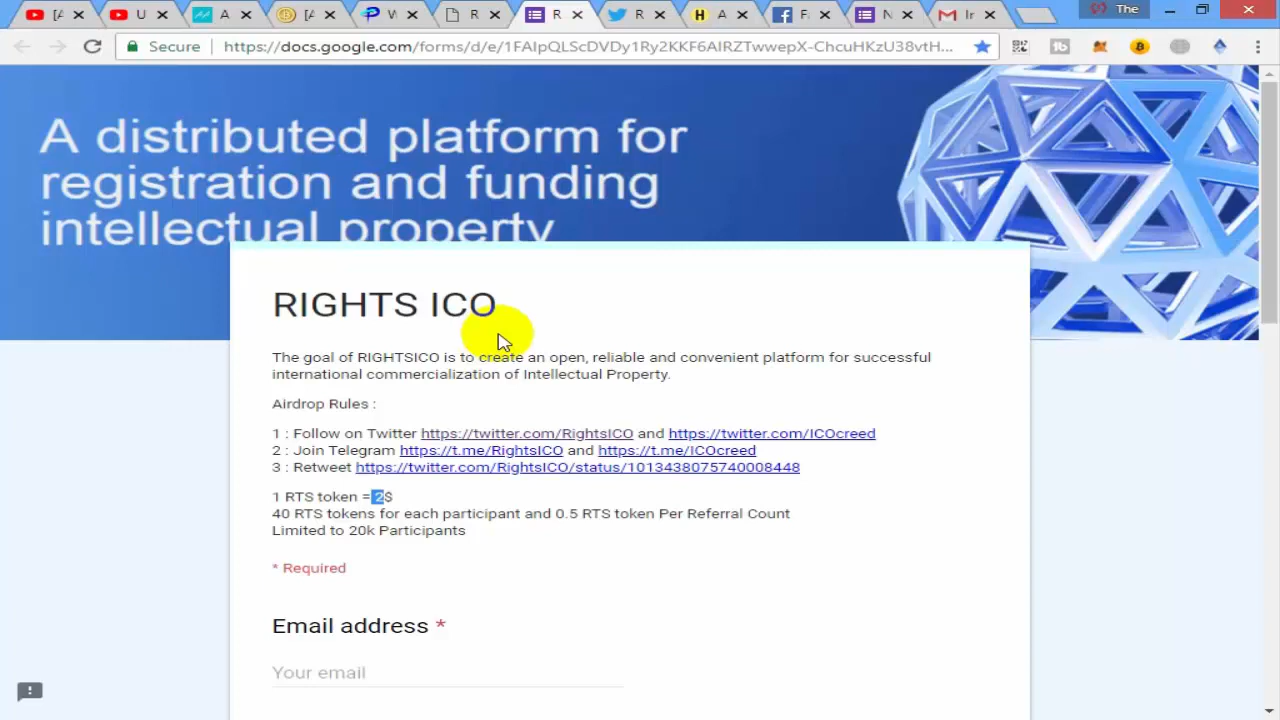 [A
U
A
[A
W
R
R
R
A
F
N
Ir
The
Secure
https://docs.google.com/forms/d/e/1FAIpQLScDVDy1Ry2KKF6AIRZTwwepX-ChcuHKzU38vtH...
A distributed platform for
registration and funding
intellectual property
RIGHTS ICO
The goal of RIGHTSICO is to create an open, reliable and convenient platform for successful
international commercialization of Intellectual Property.
Airdrop Rules :
1 : Follow on Twitter https://twitter.com/RightsICO and https://twitter.com/ICOcreed
2 : Join Telegram https://t.me/RightsICO and https://t.me/ICOcreed
3 : Retweet https://twitter.com/RightsICO/status/1013438075740008448
1 RTS token = 2$
40 RTS tokens for each participant and 0.5 RTS token Per Referral Count
Limited to 20k Participants
* Required
Email address *
Your email